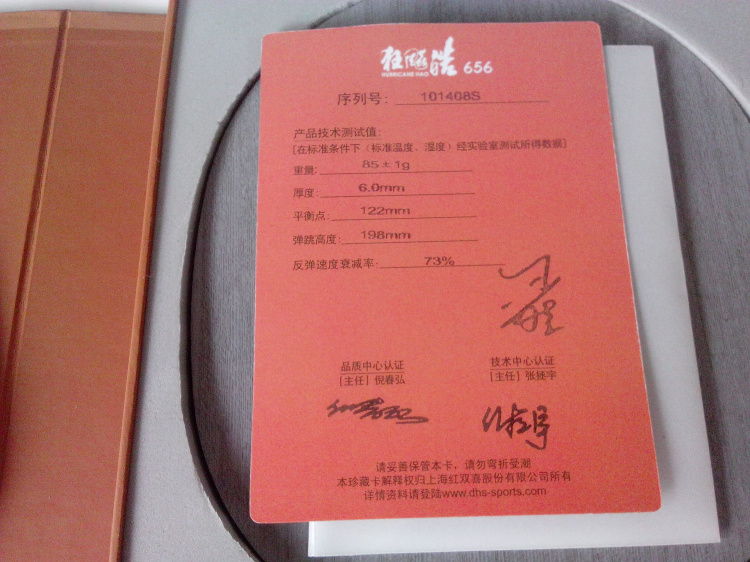 狂飚皓 656
HURRICANE HAO
序列号: 101408S
产品技术测试值:
[在标准条件下(标准温度、湿度)经实验室测试所得数据]
重量: 85±1g
厚度: 6.0mm
平衡点: 122mm
弹跳高度: 198mm
反弹速度衰减率: 73%
品质中心认证
[主任] 倪春弘
技术中心认证
[主任] 张拯宇
请妥善保管本卡,请勿弯折受潮
本珍藏卡解释权归上海红双喜股份有限公司所有
详情资料请登陆www.dhs-sports.com